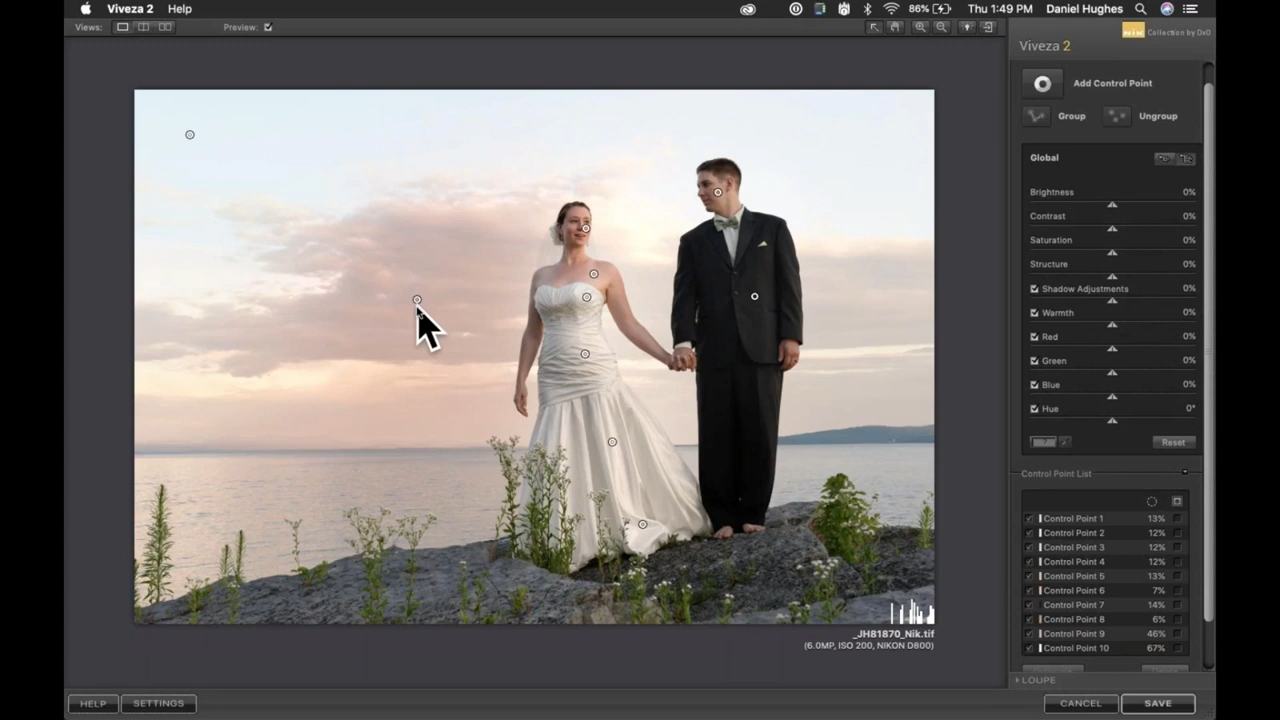 Viveza 2 Help 86% Thu 1:49 PM Daniel Hughes
Views: Preview:
Nik Collection by DxO
Viveza 2
Add Control Point
Group Ungroup
Global
Brightness 0%
Contrast 0%
Saturation 0%
Structure 0%
Shadow Adjustments 0%
Warmth 0%
Red 0%
Green 0%
Blue 0%
Hue 0°
Reset
Control Point List
Control Point 1 13%
Control Point 2 12%
Control Point 3 12%
Control Point 4 12%
Control Point 5 13%
Control Point 6 7%
Control Point 7 14%
Control Point 8 6%
Control Point 9 46%
Control Point 10 67%
_JH81870_Nik.tif
(6.0MP, ISO 200, NIKON D800)
LOUPE
HELP SETTINGS CANCEL SAVE